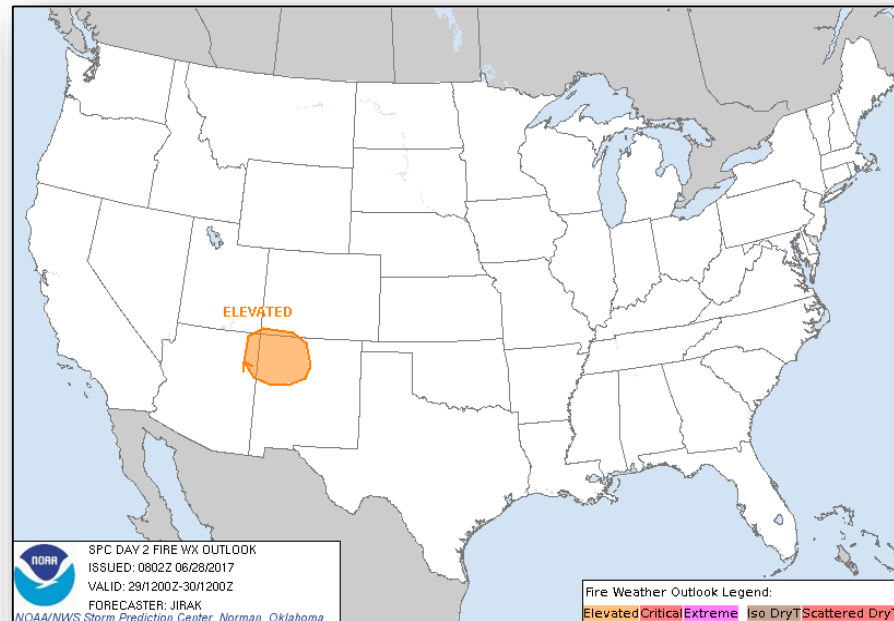 ELEVATED
NOAA
SPC DAY 2 FIRE WX OUTLOOK
ISSUED: 0802Z 06/28/2017
VALID: 29/1200Z-30/1200Z
FORECASTER: JIRAK
NOAA/NWS Storm Prediction Center, Norman, Oklahoma
Fire Weather Outlook Legend:
Elevated Critical Extreme Iso DryT Scattered DryT